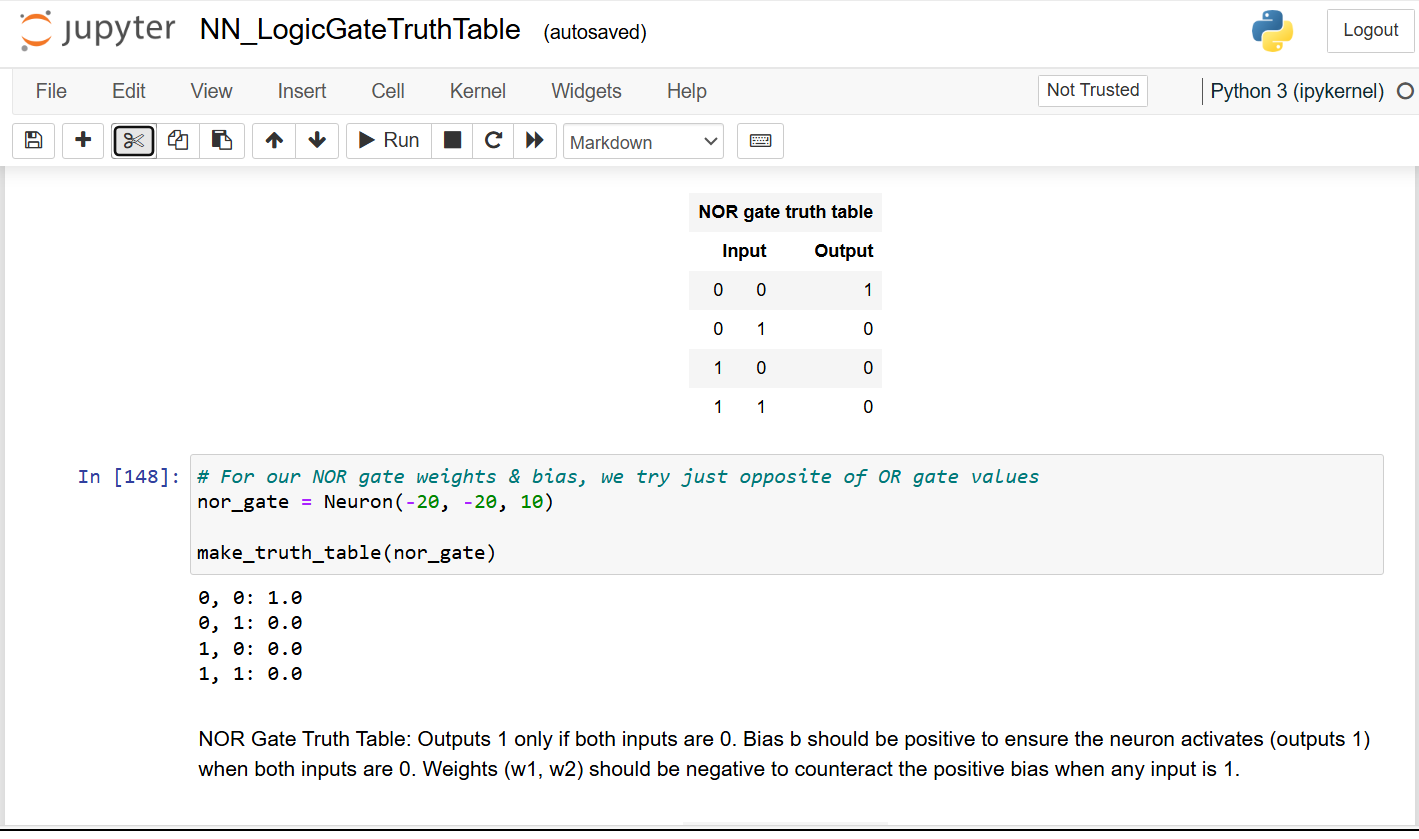 jupyter NN_LogicGateTruthTable (autosaved) Logout
File Edit View Insert Cell Kernel Widgets Help Not Trusted Python 3 (ipykernel)
Run Markdown
NOR gate truth table
Input Output
0 0 1
0 1 0
1 0 0
1 1 0
In [148]: # For our NOR gate weights & bias, we try just opposite of OR gate values
nor_gate = Neuron(-20, -20, 10)
make_truth_table(nor_gate)
0, 0: 1.0
0, 1: 0.0
1, 0: 0.0
1, 1: 0.0
NOR Gate Truth Table: Outputs 1 only if both inputs are 0. Bias b should be positive to ensure the neuron activates (outputs 1)
when both inputs are 0. Weights (w1, w2) should be negative to counteract the positive bias when any input is 1.